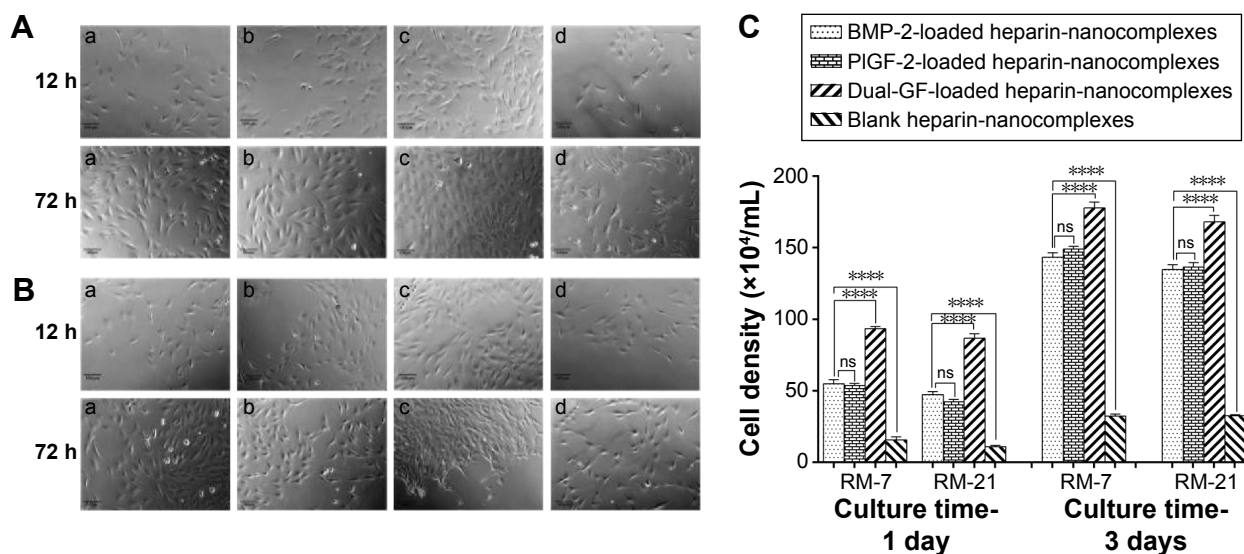 A
12 h
a
b
c
d
72 h
a
b
c
d
B
12 h
a
b
c
d
72 h
a
b
c
d
C
BMP-2-loaded heparin-nanocomplexes
PlGF-2-loaded heparin-nanocomplexes
Dual-GF-loaded heparin-nanocomplexes
Blank heparin-nanocomplexes
Cell density (×10⁴/mL)
200
150
100
50
0
****
****
ns
****
****
ns
****
****
ns
****
****
ns
RM-7
RM-21
RM-7
RM-21
Culture time-
1 day
Culture time-
3 days